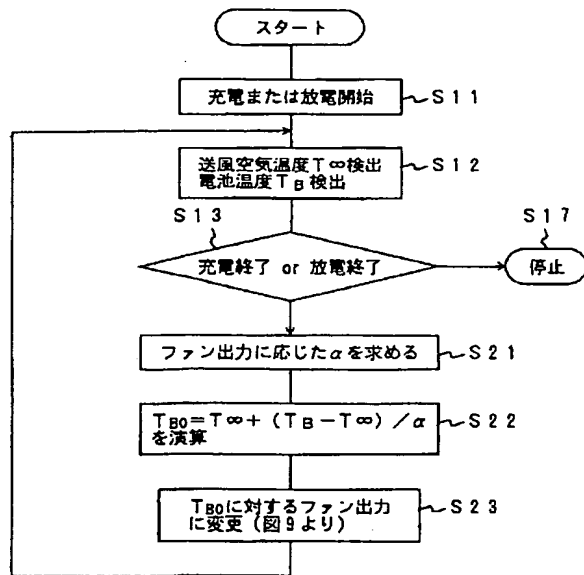 スタート
充電または放電開始
S11
送風空気温度T∞検出
電池温度TB検出
S12
S13
充電終了 or 放電終了
S17
停止
ファン出力に応じたαを求める
S21
TB0=T∞+(TB-T∞)/α
を演算
S22
TB0に対するファン出力
に変更(図9より)
S23